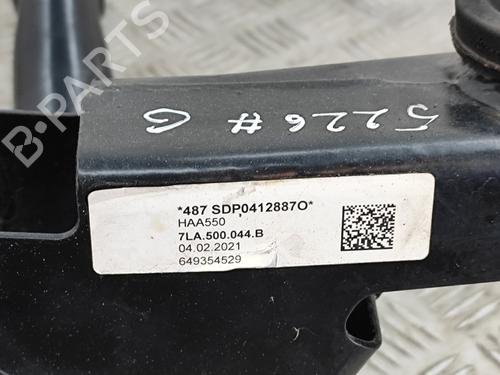 B-PARTS
5226 # G
*487 SDP0412887O*
HAA550
7LA.500.044.B
04.02.2021
649354529